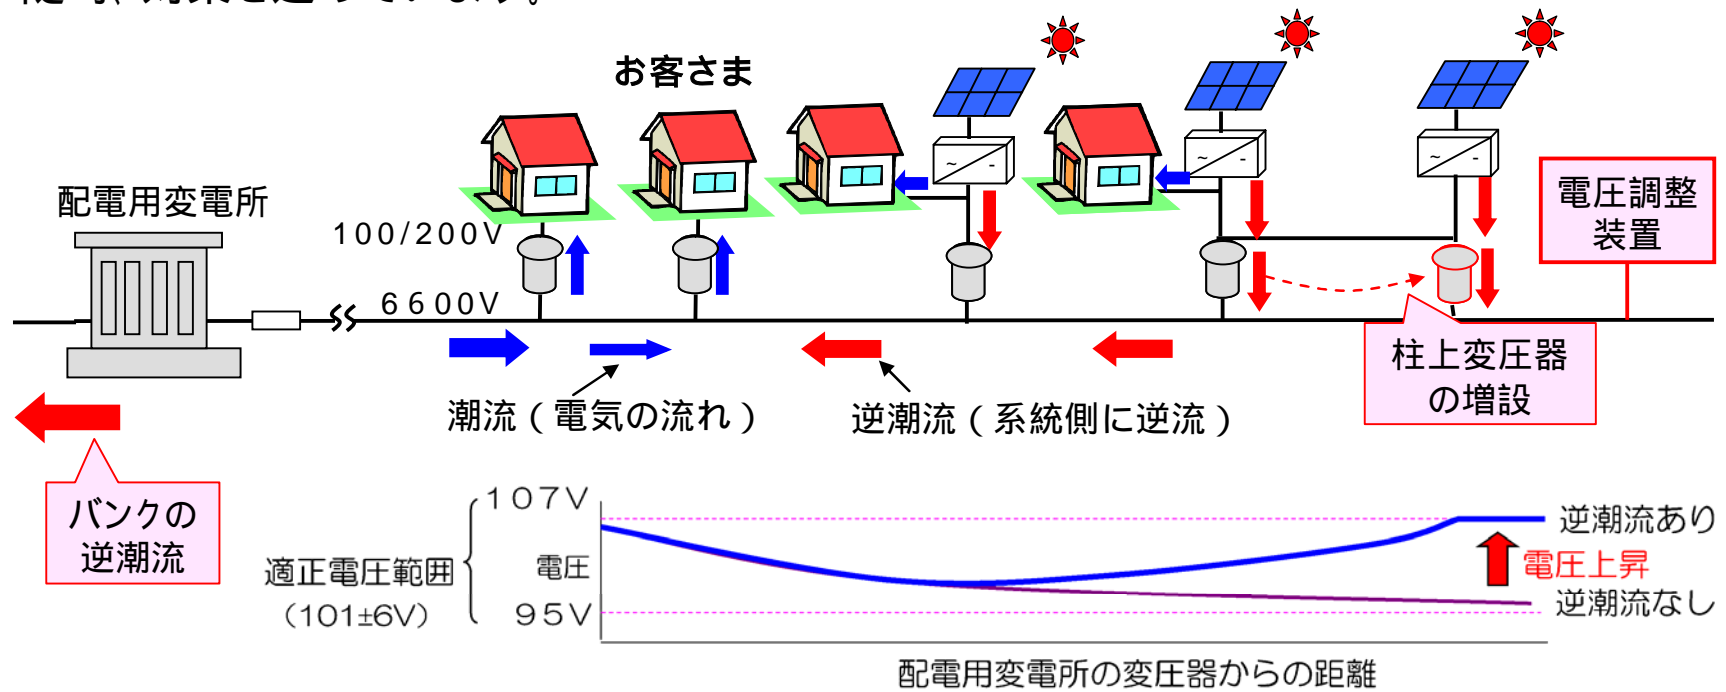 お客さま
配電用変電所
100/200V
6600V
電圧調整
装置
柱上変圧器
の増設
潮流(電気の流れ)
逆潮流(系統側に逆流)
バンクの
逆潮流
107V
適正電圧範囲
(101±6V)
電圧
95V
逆潮流あり
電圧上昇
逆潮流なし
配電用変電所の変圧器からの距離